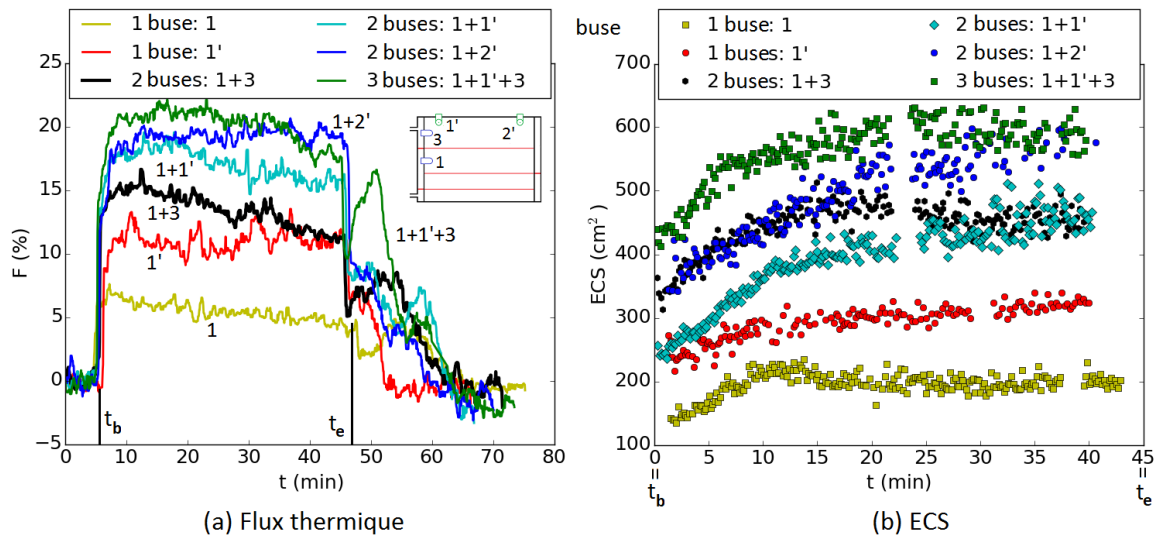 1 buse: 1
2 buses: 1+1'
1 buse: 1'
2 buses: 1+2'
2 buses: 1+3
3 buses: 1+1'+3
25
20
15
10
5
0
−5
F (%)
1+2'
1+1'
1+3
1'
1
1+1'+3
1'
2'
3
1
t_b
t_e
0 10 20 30 40 50 60 70 80
t (min)
(a) Flux thermique
buse
1 buse: 1
2 buses: 1+1'
1 buse: 1'
2 buses: 1+2'
2 buses: 1+3
3 buses: 1+1'+3
700
600
500
400
300
200
100
ECS (cm²)
0 5 10 15 20 25 30 35 40 45
=
=
t_b
t_e
t (min)
(b) ECS